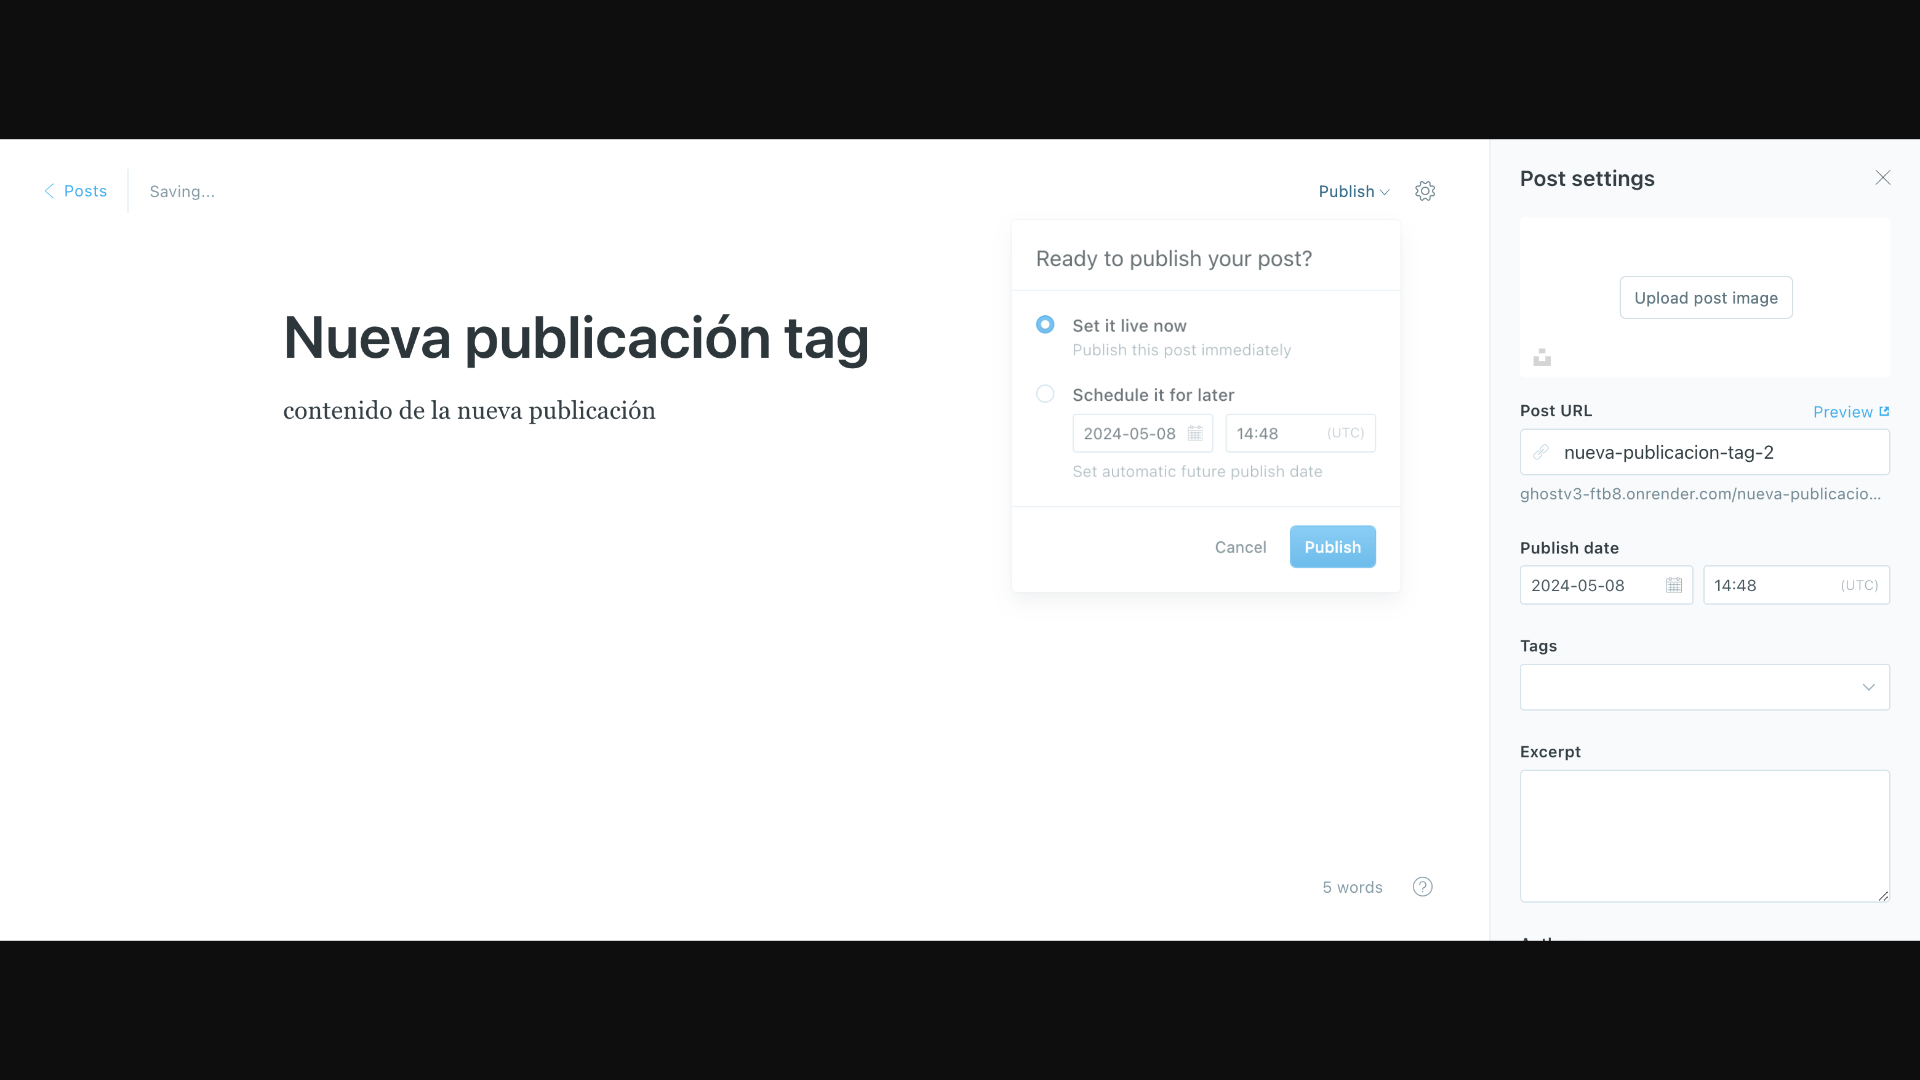 Posts
Saving...
Publish
Nueva publicación tag
contenido de la nueva publicación
Ready to publish your post?
Set it live now
Publish this post immediately
Schedule it for later
2024-05-08
14:48 (UTC)
Set automatic future publish date
Cancel
Publish
5 words
?
Post settings
Upload post image
Post URL
Preview
nueva-publicacion-tag-2
ghostv3-ftb8.onrender.com/nueva-publicacio...
Publish date
2024-05-08
14:48 (UTC)
Tags
Excerpt